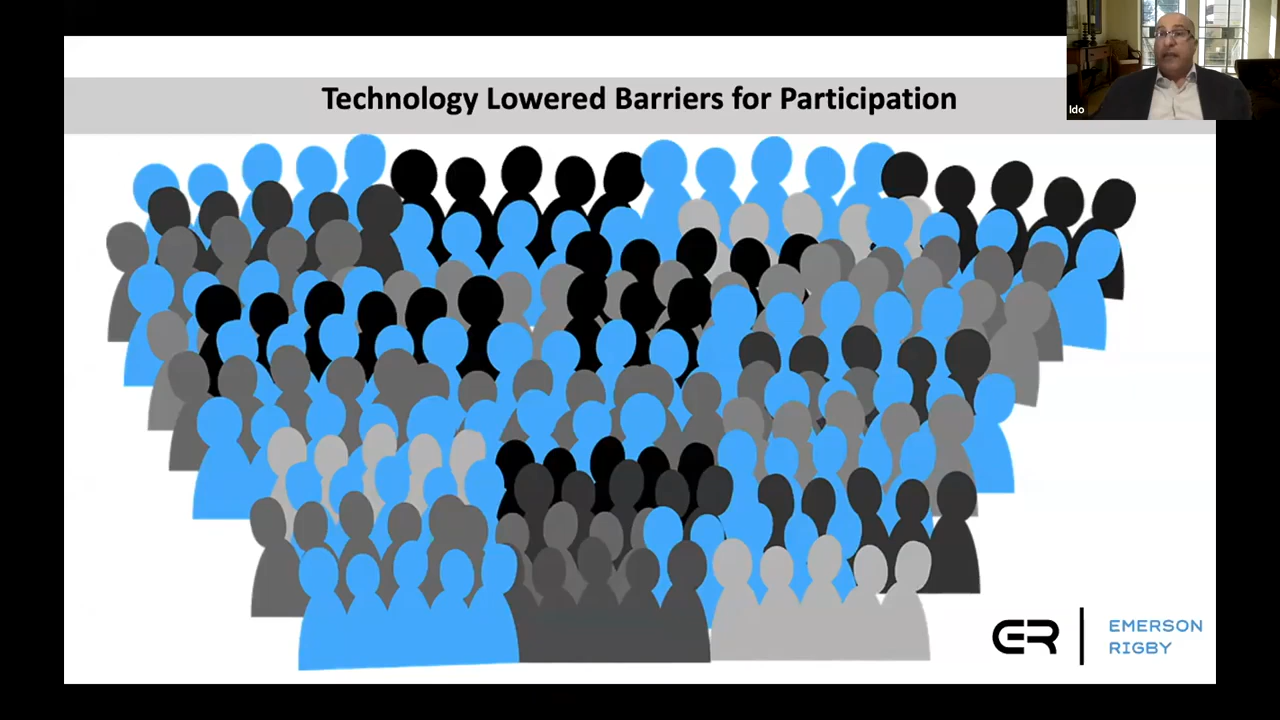 Technology Lowered Barriers for Participation
Ido
ER
EMERSON
RIGBY